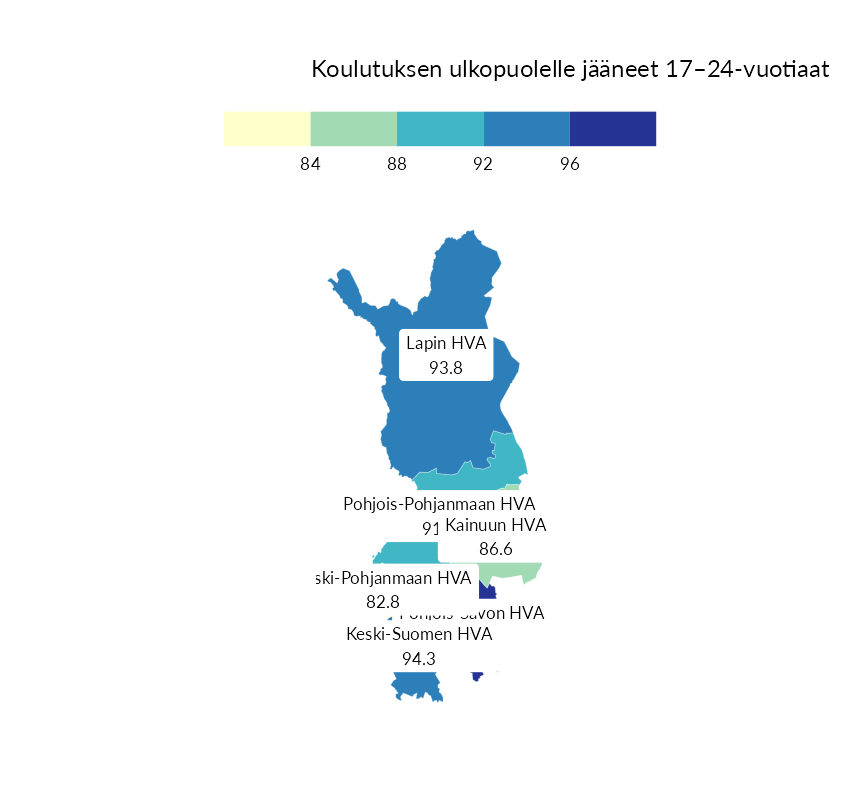 Koulutuksen ulkopuolelle jääneet 17–24-vuotiaat
84 88 92 96
Lapin HVA
93.8
Pohjois-Pohjanmaan HVA
91
Kainuun HVA
86.6
ski-Pohjanmaan HVA
82.8
Pohjois-Savon HVA
Keski-Suomen HVA
94.3